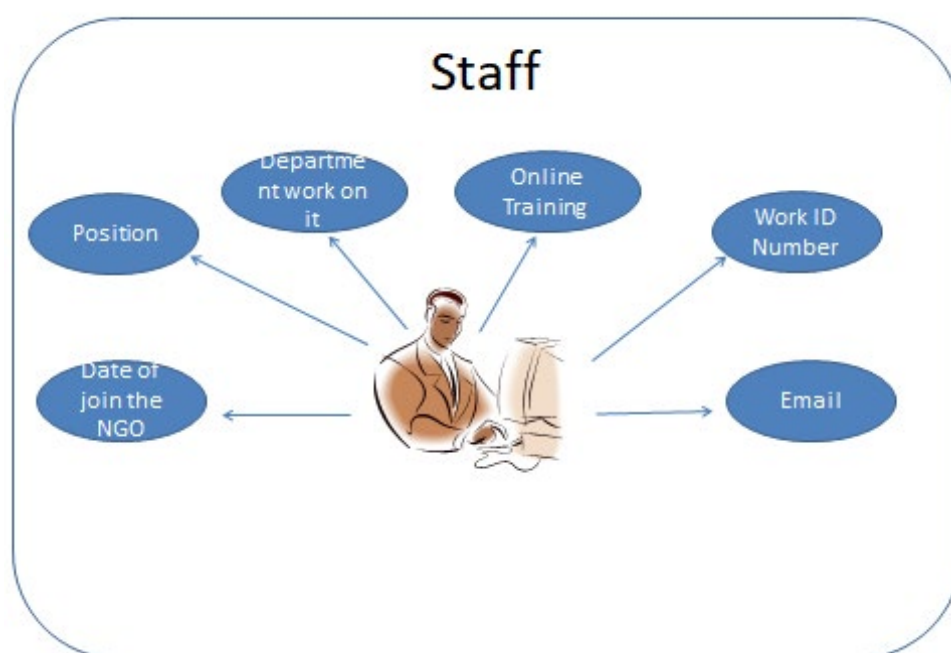 Staff
Departme
nt work on
it
Online
Training
Position
Work ID
Number
Date of
join the
NGO
Email